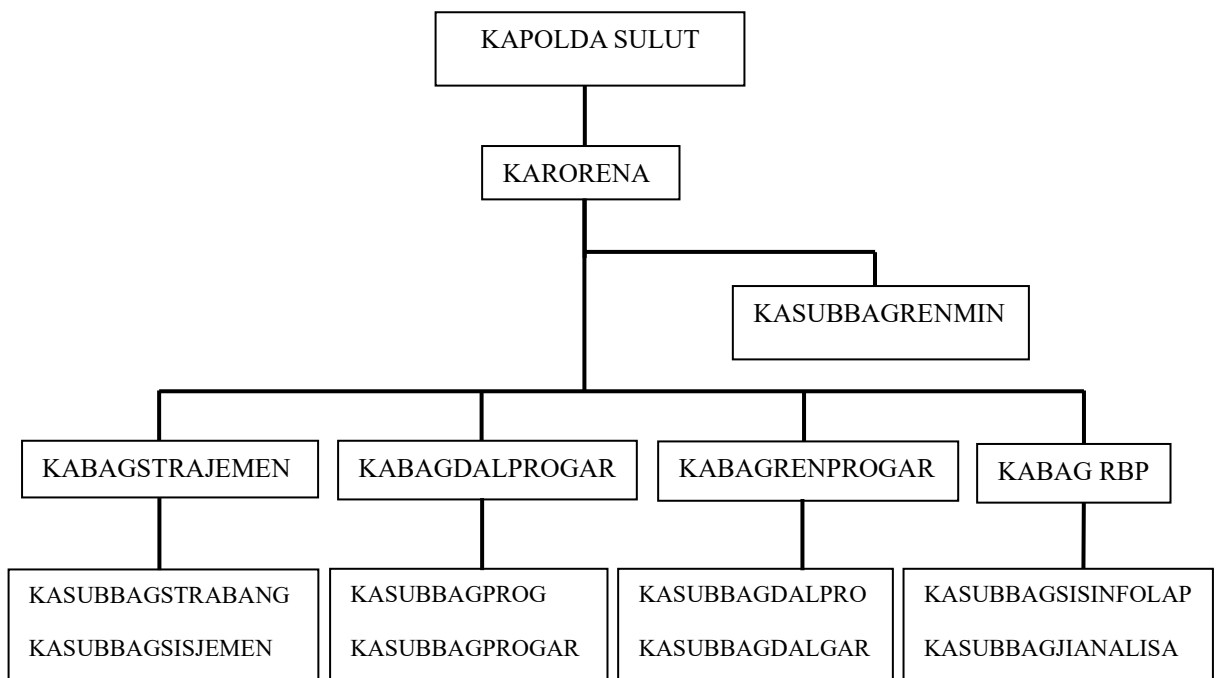 KAPOLDA SULUT
KARORENA
KASUBBAGRENMIN
KABAGSTRAJEMEN
KABAGDALPROGAR
KABAGRENPROGAR
KABAG RBP
KASUBBAGSTRABANG
KASUBBAGSISJEMEN
KASUBBAGPROG
KASUBBAGPROGAR
KASUBBAGDALPRO
KASUBBAGDALGAR
KASUBBAGSISINFOLAP
KASUBBAGJIANALISA